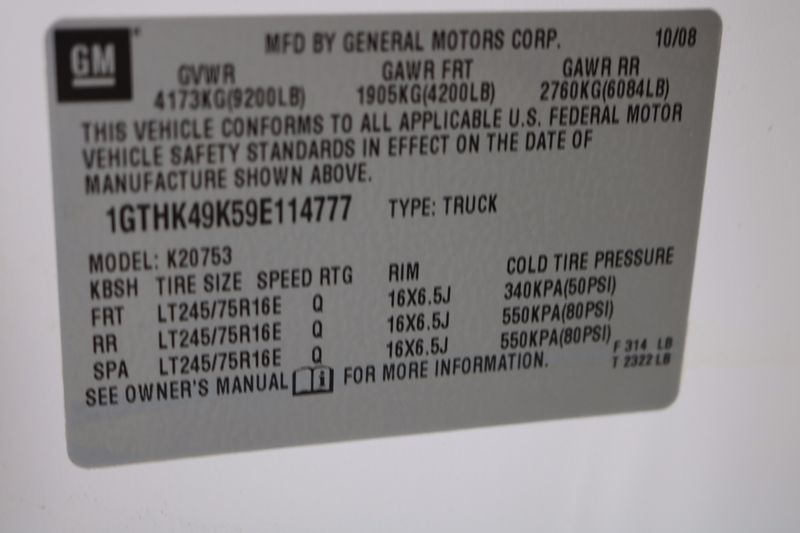 GM MFD BY GENERAL MOTORS CORP. 10/08
GVWR GAWR FRT GAWR RR
4173KG(9200LB) 1905KG(4200LB) 2760KG(6084LB)
THIS VEHICLE CONFORMS TO ALL APPLICABLE U.S. FEDERAL MOTOR
VEHICLE SAFETY STANDARDS IN EFFECT ON THE DATE OF
MANUFACTURE SHOWN ABOVE.
1GTHK49K59E114777 TYPE: TRUCK
MODEL: K20753
KBSH TIRE SIZE SPEED RTG RIM COLD TIRE PRESSURE
FRT LT245/75R16E Q 16X6.5J 340KPA(50PSI)
RR LT245/75R16E Q 16X6.5J 550KPA(80PSI)
SPA LT245/75R16E Q 16X6.5J 550KPA(80PSI) F 314 LB
SEE OWNER'S MANUAL FOR MORE INFORMATION. T 2322 LB